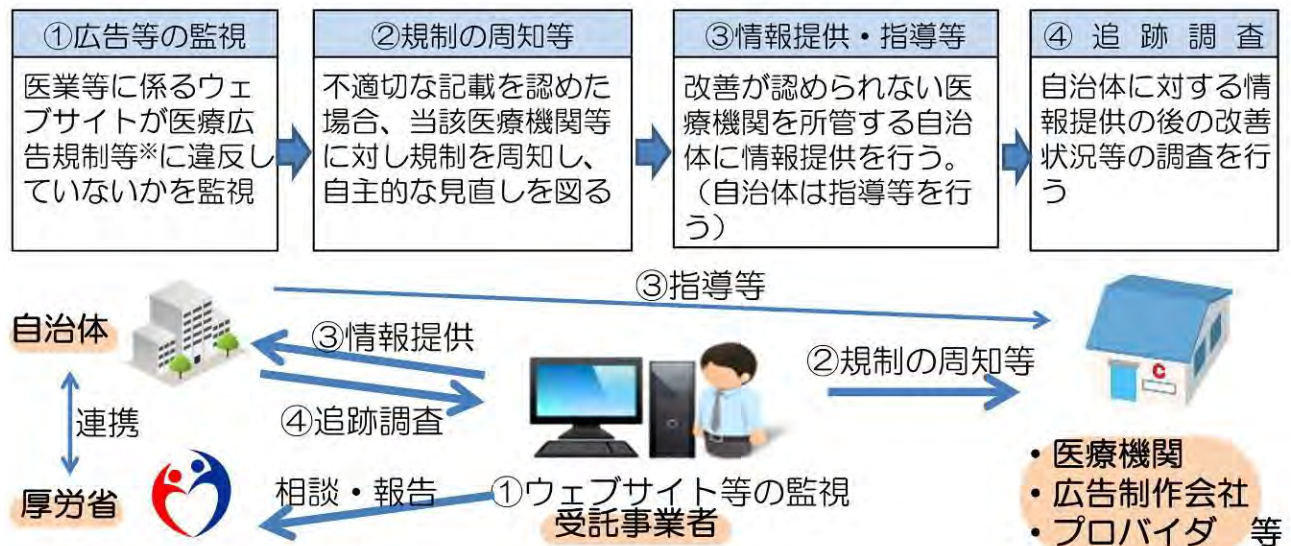 ①広告等の監視
医業等に係るウェ
ブサイトが医療広
告規制等※に違反し
ていないかを監視
②規制の周知等
不適切な記載を認めた
場合、当該医療機関等
に対し規制を周知し、
自主的な見直しを図る
③情報提供・指導等
改善が認められない医
療機関を所管する自治
体に情報提供を行う。
（自治体は指導等を行
う）
④ 追 跡 調 査
自治体に対する情
報提供の後の改善
状況等の調査を行
う
③指導等
自治体
③情報提供
②規制の周知等
④追跡調査
連携
厚労省
相談・報告
①ウェブサイト等の監視
受託事業者
C
・医療機関
・広告制作会社
・プロバイダ 等